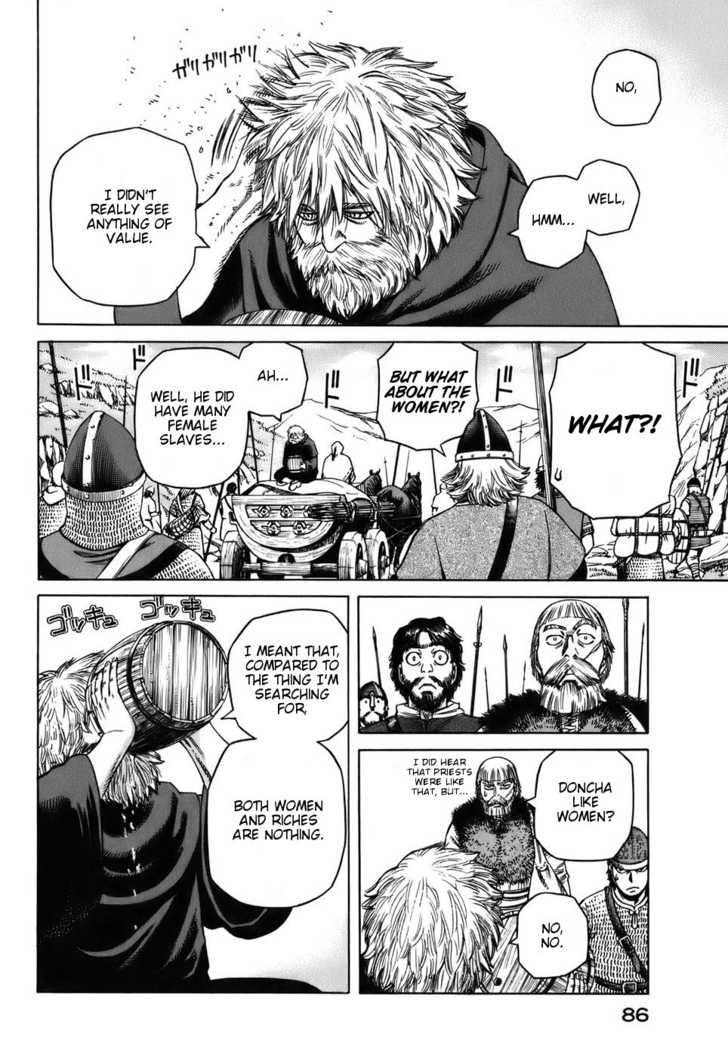 NO,
WELL,
HMM...
ガリ ガリ ガリ
I DIDN'T
REALLY SEE
ANYTHING OF
VALUE.
WHAT?!
BUT WHAT
ABOUT THE
WOMEN?!
AH...
WELL, HE DID
HAVE MANY
FEMALE
SLAVES...
ド
ド
ド
DONCHA
LIKE
WOMEN?
I DID HEAR
THAT PRIESTS
WERE LIKE
THAT, BUT...
NO,
NO.
I MEANT THAT,
COMPARED TO
THE THING I'M
SEARCHING
FOR,
BOTH WOMEN
AND RICHES
ARE NOTHING.
ゴッキュ
ゴッキュ
86